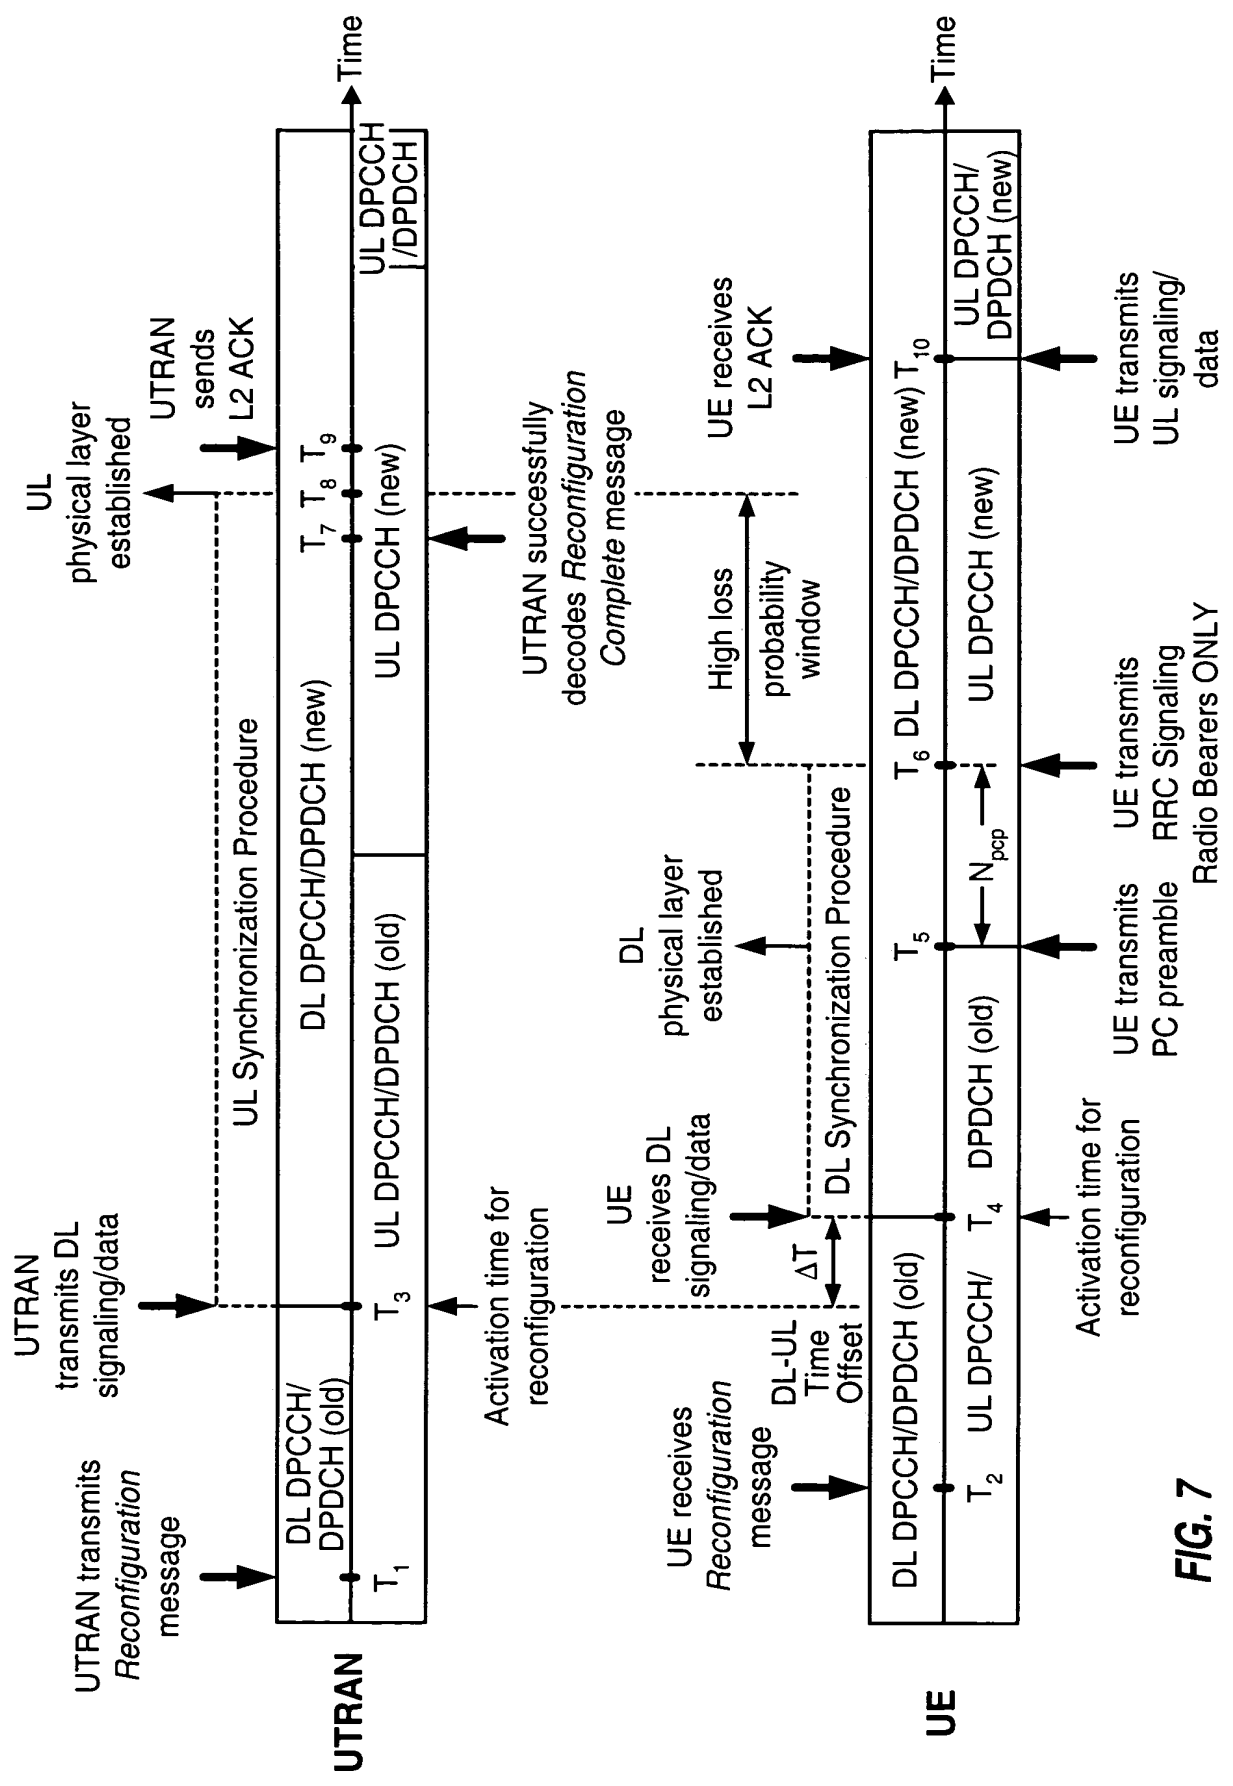 UTRAN transmits
Reconfiguration
message
UTRAN
transmits DL
signaling/data
UL
physical layer
established
UTRAN
sends
L2 ACK
UL Synchronization Procedure
UTRAN
DL DPCCH/
DPDCH (old)
DL DPCCH/DPDCH (new)
T7
T8
T9
Time
T1
T3
UL DPCCH/DPDCH (old)
UL DPCCH (new)
UL DPCCH
/DPDCH
Activation time for
reconfiguration
UTRAN successfully
decodes Reconfiguration
Complete message
UE receives
Reconfiguration
message
DL-UL
Time
Offset
ΔT
UE
receives DL
signaling/data
DL
physical layer
established
DL Synchronization Procedure
High loss
probability
window
UE receives
L2 ACK
UE
DL DPCCH/DPDCH (old)
T5
T6
DL DPCCH/DPDCH (new)
T10
Time
T2
UL DPCCH/
T4
DPDCH (old)
Npcp
UL DPCCH (new)
UL DPCCH/
DPDCH (new)
Activation time for
reconfiguration
UE transmits
PC preamble
UE transmits
RRC Signaling
Radio Bearers ONLY
UE transmits
UL signaling/
data
FIG. 7